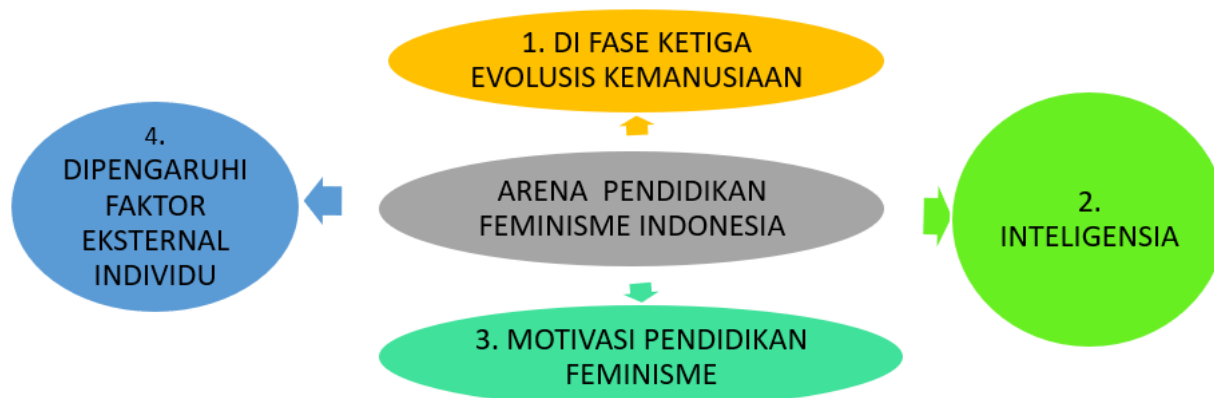 1. DI FASE KETIGA
EVOLUSIS KEMANUSIAAN
4.
DIPENGARUHI
FAKTOR
EKSTERNAL
INDIVIDU
ARENA PENDIDIKAN
FEMINISME INDONESIA
2.
INTELIGENSIA
3. MOTIVASI PENDIDIKAN
FEMINISME